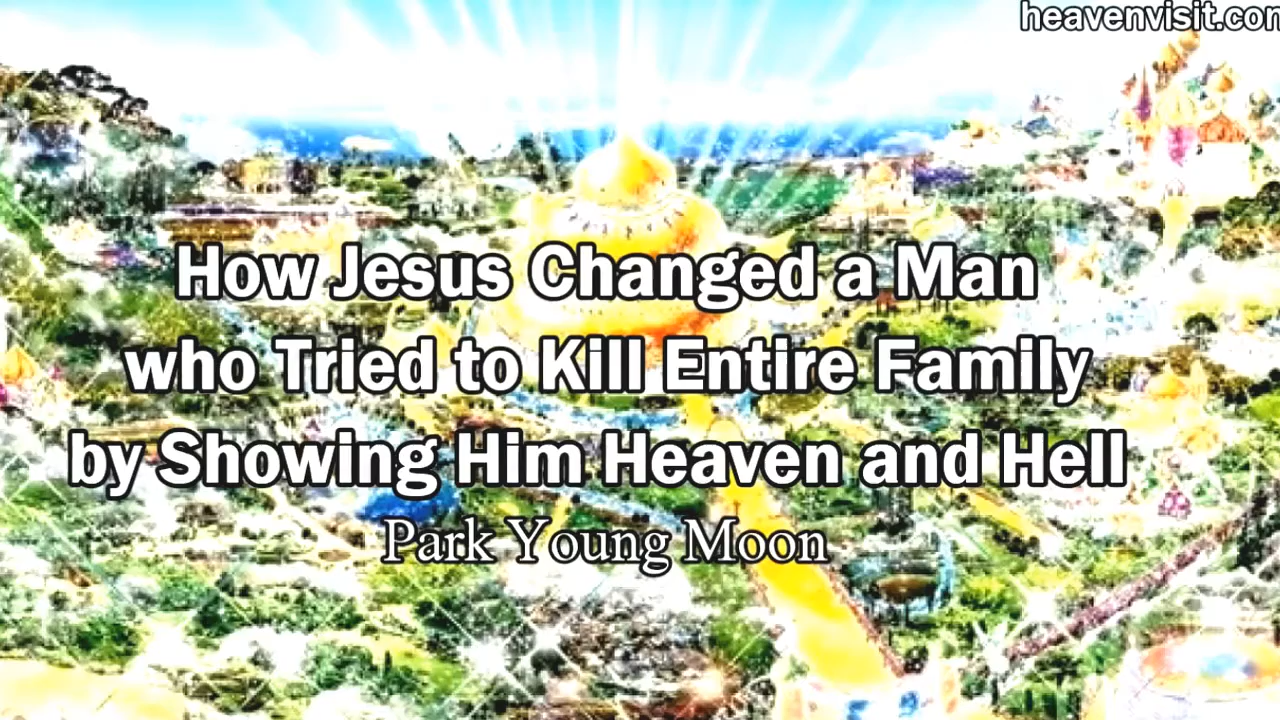 heavenvisit.com
How Jesus Changed a Man
who Tried to Kill Entire Family
by Showing Him Heaven and Hell
Park Young Moon